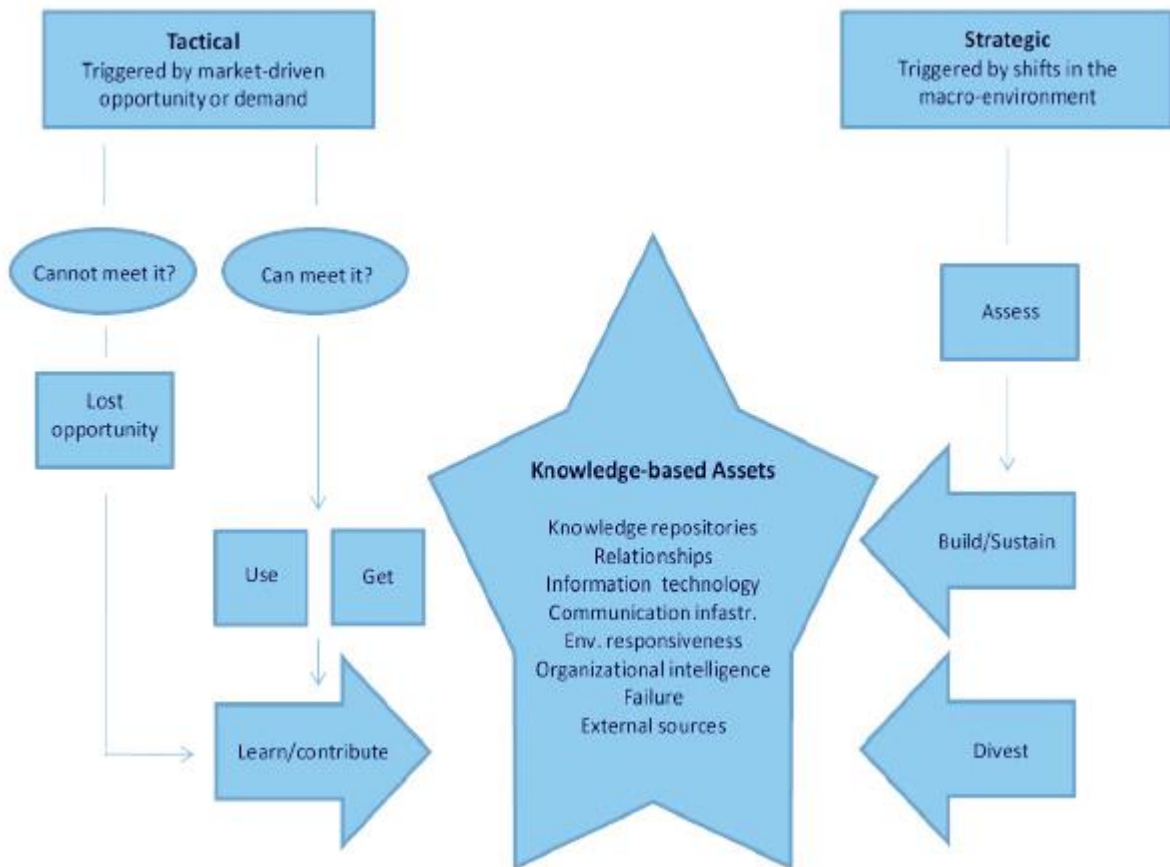 Tactical
Triggered by market-driven
opportunity or demand
Strategic
Triggered by shifts in the
macro-environment
Cannot meet it?
Can meet it?
Assess
Lost
opportunity
Knowledge-based Assets
Knowledge repositories
Relationships
Information technology
Communication infastr.
Env. responsiveness
Organizational intelligence
Failure
External sources
Use
Get
Build/Sustain
Learn/contribute
Divest